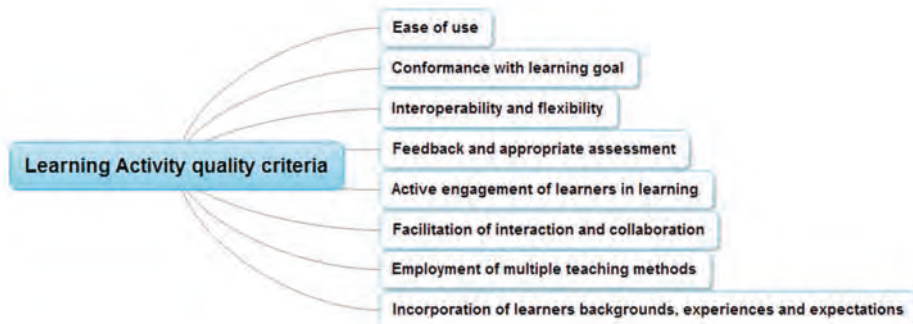 Learning Activity quality criteria
Ease of use
Conformance with learning goal
Interoperability and flexibility
Feedback and appropriate assessment
Active engagement of learners in learning
Facilitation of interaction and collaboration
Employment of multiple teaching methods
Incorporation of learners backgrounds, experiences and expectations